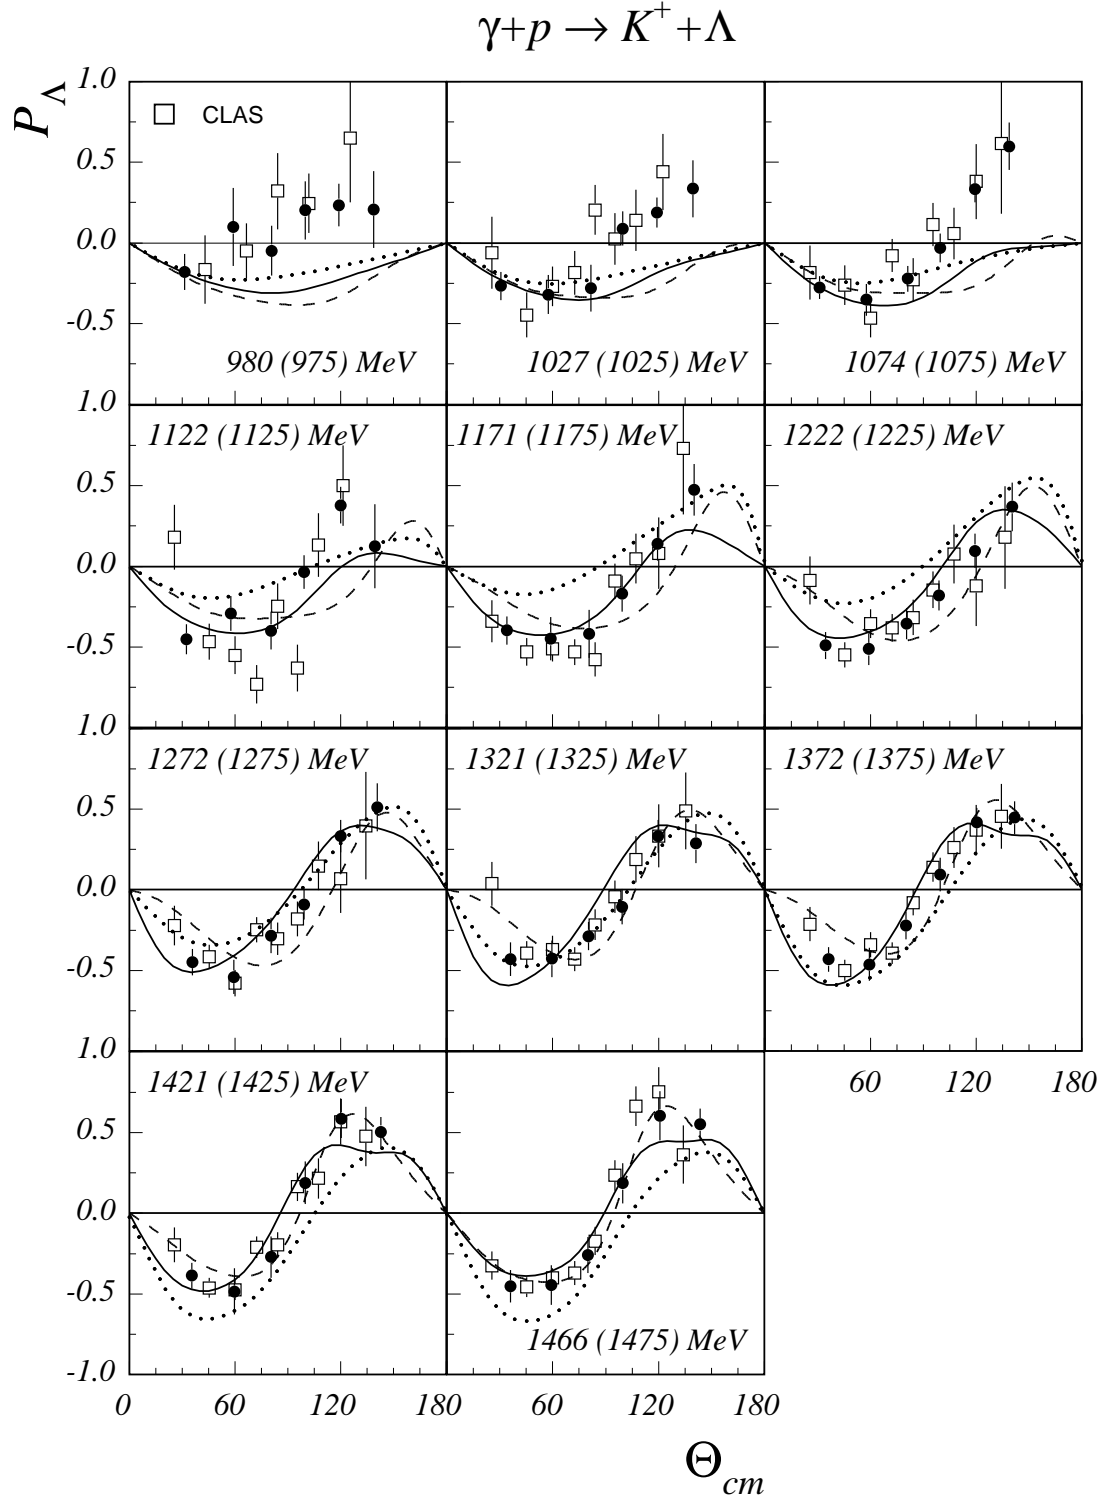 γ+p → K⁺+Λ
P_Λ
1.0
□ CLAS
0.5
0.0
-0.5
980 (975) MeV
1027 (1025) MeV
1074 (1075) MeV
1.0
1122 (1125) MeV
1171 (1175) MeV
1222 (1225) MeV
0.5
0.0
-0.5
1.0
1272 (1275) MeV
1321 (1325) MeV
1372 (1375) MeV
0.5
0.0
-0.5
1.0
60 120 180
1421 (1425) MeV
0.5
0.0
-0.5
1466 (1475) MeV
-1.0
0 60 120 180 60 120 180
Θ_cm